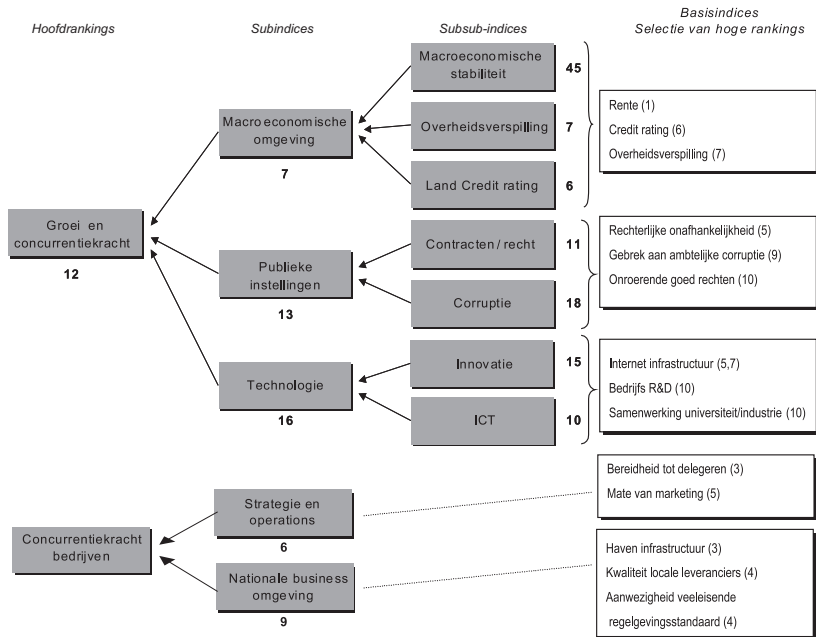 Hoofdrankings
Subindices
Subsub-indices
Basisindices
Selectie van hoge rankings
Macroeconomische
stabiliteit
45
Overheidsverspilling
7
Land Credit rating
6
Macroeconomische
omgeving
7
Rente (1)
Credit rating (6)
Overheidsverspilling (7)
Groei en
concurrentiekracht
12
Contracten/recht
11
Corruptie
18
Publieke
instellingen
13
Rechterlijke onafhankelijkheid (5)
Gebrek aan ambtelijke corruptie (9)
Onroerende goed rechten (10)
Innovatie
15
ICT
10
Technologie
16
Internet infrastructuur (5,7)
Bedrijfs R&D (10)
Samenwerking universiteit/industrie (10)
Concurrentiekracht
bedrijven
Strategie en
operations
6
Bereidheid tot delegeren (3)
Mate van marketing (5)
Nationale business
omgeving
9
Haven infrastructuur (3)
Kwaliteit locale leveranciers (4)
Aanwezigheid veeleisende
regelgevingsstandaard (4)